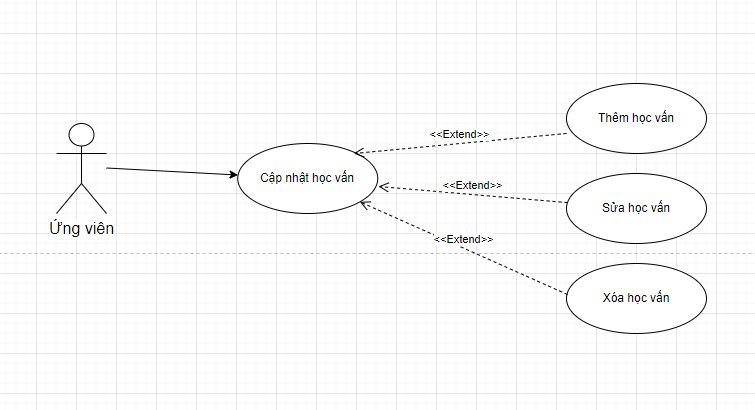 Thêm học vấn
<<Extend>>
Cập nhật học vấn
<<Extend>>
Sửa học vấn
Ứng viên
<<Extend>>
Xóa học vấn